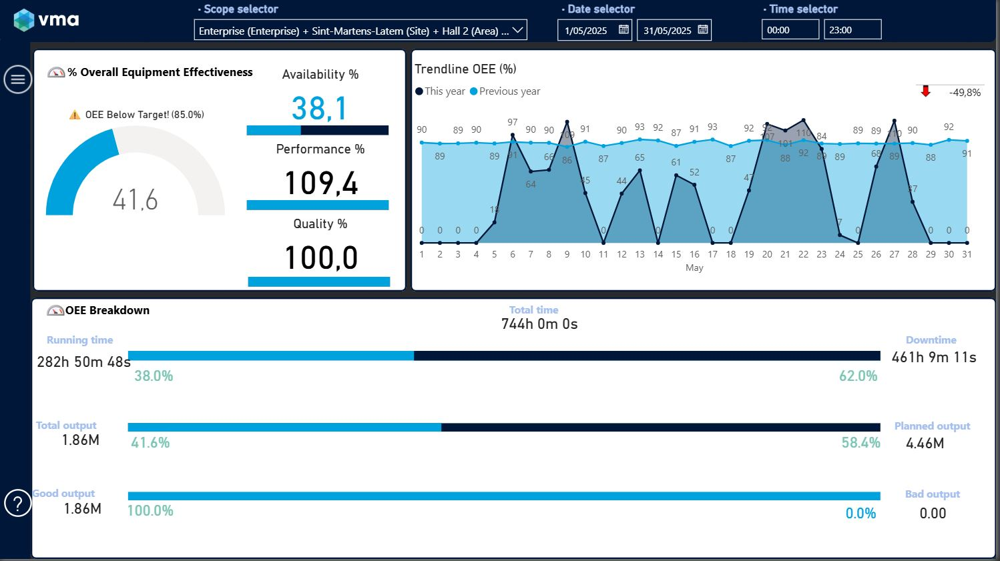 vma
· Scope selector
Enterprise (Enterprise) + Sint-Martens-Latem (Site) + Hall 2 (Area) ...
· Date selector
1/05/2025
31/05/2025
· Time selector
00:00
23:00
% Overall Equipment Effectiveness
OEE Below Target! (85.0%)
41,6
Availability %
38,1
Performance %
109,4
Quality %
100,0
Trendline OEE (%)
This year
Previous year
-49,8%
90 89 90 97 90 90 109 91 90 93 92 87 91 93 92 92 107 101 110 84 89 89 110 90 92
89 89 91 66 86 87 65 61 52 87 88 92 89 89 68 89 88 91
64 45 44 47 37
18 7
0 0 0 0 0 0 0 0 0 0 0 0
1 2 3 4 5 6 7 8 9 10 11 12 13 14 15 16 17 18 19 20 21 22 23 24 25 26 27 28 29 30 31
May
OEE Breakdown
Total time
744h 0m 0s
Running time
282h 50m 48s
38.0%
62.0%
Downtime
461h 9m 11s
Total output
1.86M
41.6%
58.4%
Planned output
4.46M
Good output
1.86M
100.0%
0.0%
Bad output
0.00
?